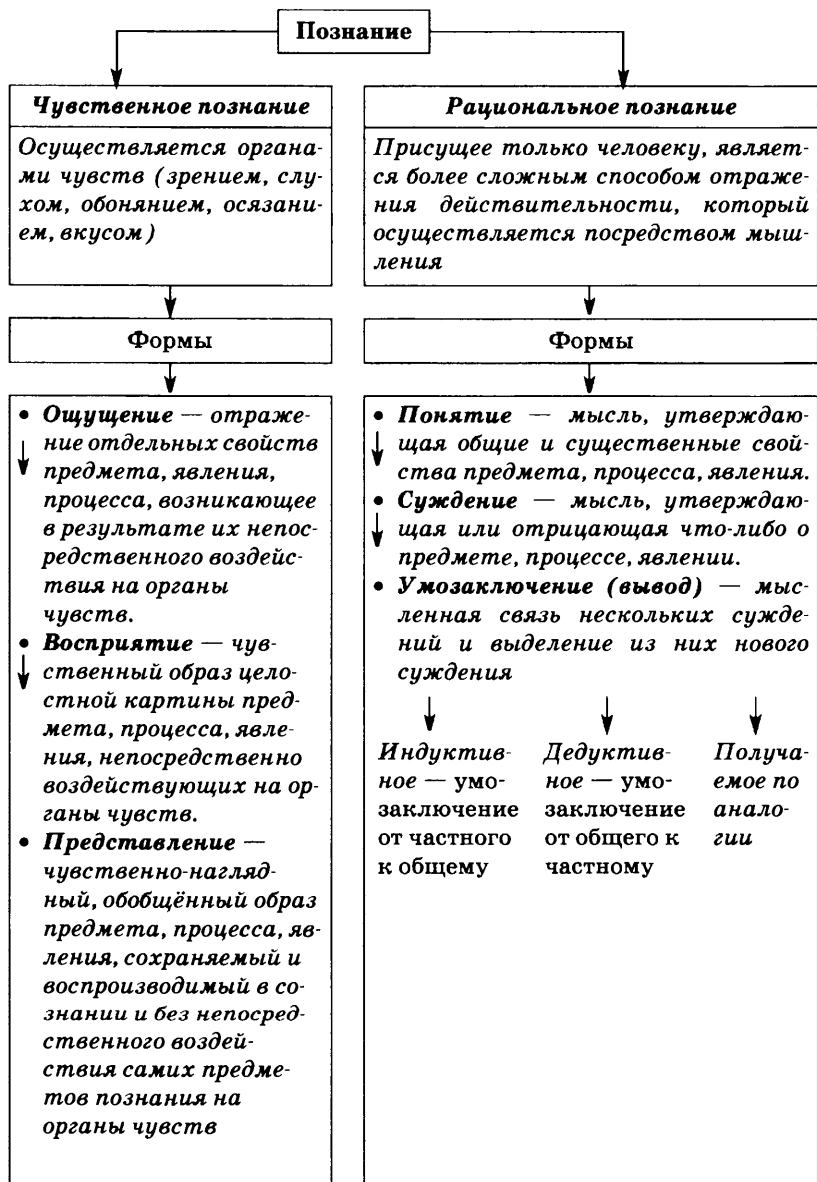 Познание
Чувственное познание
Осуществляется органа-
ми чувств (зрением, слу-
хом, обонянием, осязани-
ем, вкусом)
Формы
• Ощущение — отраже-
ние отдельных свойств
предмета, явления,
процесса, возникающее
в результате их непос-
редственного воздейс-
твия на органы
чувств.
• Восприятие — чув-
ственный образ цело-
стной картины пред-
мета, процесса, явле-
ния, непосредственно
воздействующих на ор-
ганы чувств.
• Представление —
чувственно-нагляд-
ный, обобщённый образ
предмета, процесса, яв-
ления, сохраняемый и
воспроизводимый в со-
знании и без непосред-
ственного воздей-
ствия самих предме-
тов познания на
органы чувств
Рациональное познание
Присущее только человеку, являет-
ся более сложным способом отраже-
ния действительности, который
осуществляется посредством мыш-
ления
Формы
• Понятие — мысль, утверждаю-
щая общие и существенные свой-
ства предмета, процесса, явления.
• Суждение — мысль, утверждаю-
щая или отрицающая что-либо о
предмете, процессе, явлении.
• Умозаключение (вывод) — мыс-
ленная связь нескольких сужде-
ний и выделение из них нового
суждения
Индуктив-
ное — умо-
заключение
от частного
к общему
Дедуктив-
ное — умо-
заключение
от общего к
частному
Получа-
емое по
анало-
гии